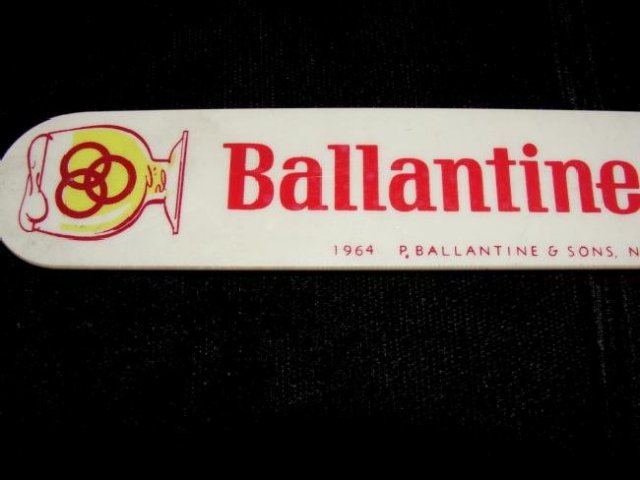 Ballantine
1964 P. BALLANTINE & SONS, N